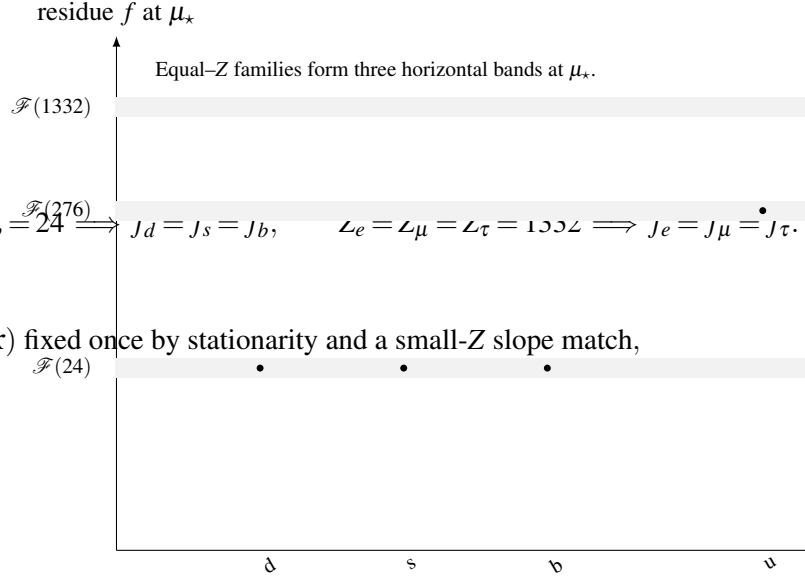 residue f at μ⋆
Equal–Z families form three horizontal bands at μ⋆.
ℱ(1332)
ℱ(276)
= 24 ⟹ f_d = f_s = f_b, Z_e = Z_μ = Z_τ = 1332 ⟹ f_e = f_μ = f_τ.
) fixed once by stationarity and a small-Z slope match,
ℱ(24)
d s b u